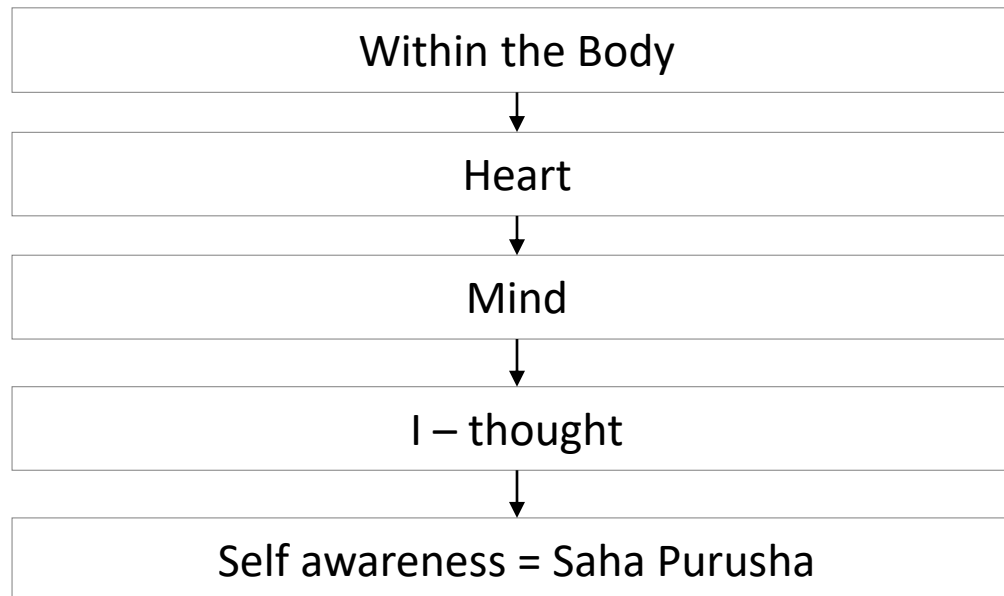 Within the Body
Heart
Mind
I – thought
Self awareness = Saha Purusha